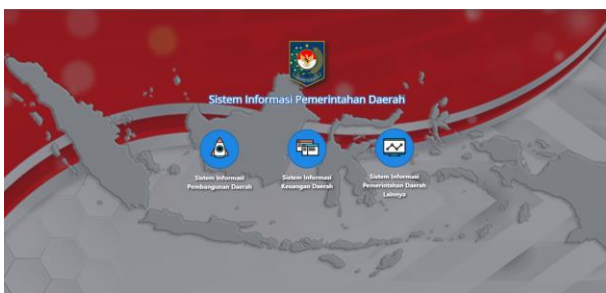 Sistem Informasi Pemerintahan Daerah
Sistem Informasi
Pembangunan Daerah
Sistem Informasi
Keuangan Daerah
Sistem Informasi
Pemerintahan Daerah
Lainnya